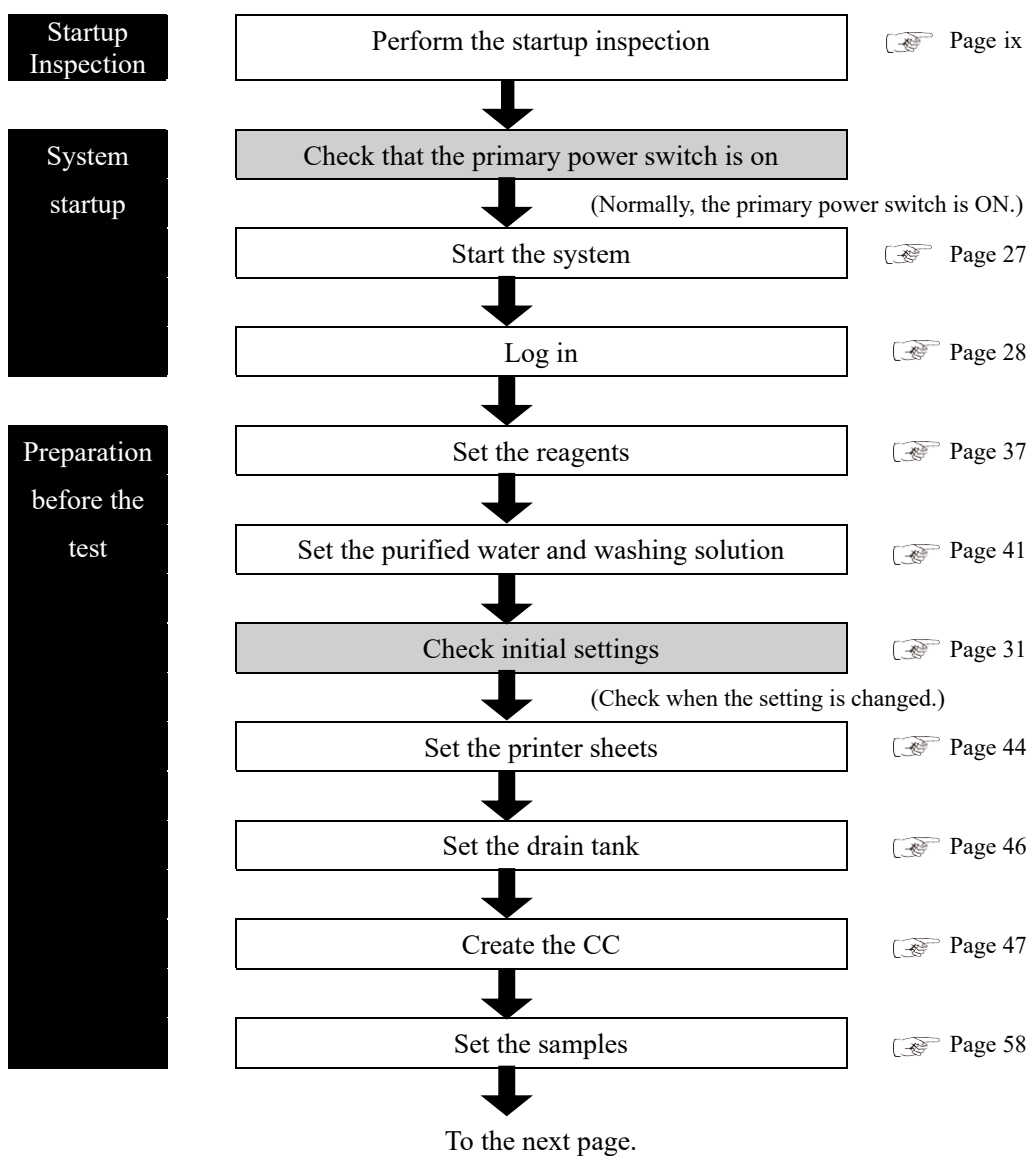 Startup
Inspection
Perform the startup inspection
Page ix
System
startup
Check that the primary power switch is on
(Normally, the primary power switch is ON.)
Start the system
Page 27
Log in
Page 28
Preparation
before the
test
Set the reagents
Page 37
Set the purified water and washing solution
Page 41
Check initial settings
Page 31
(Check when the setting is changed.)
Set the printer sheets
Page 44
Set the drain tank
Page 46
Create the CC
Page 47
Set the samples
Page 58
To the next page.